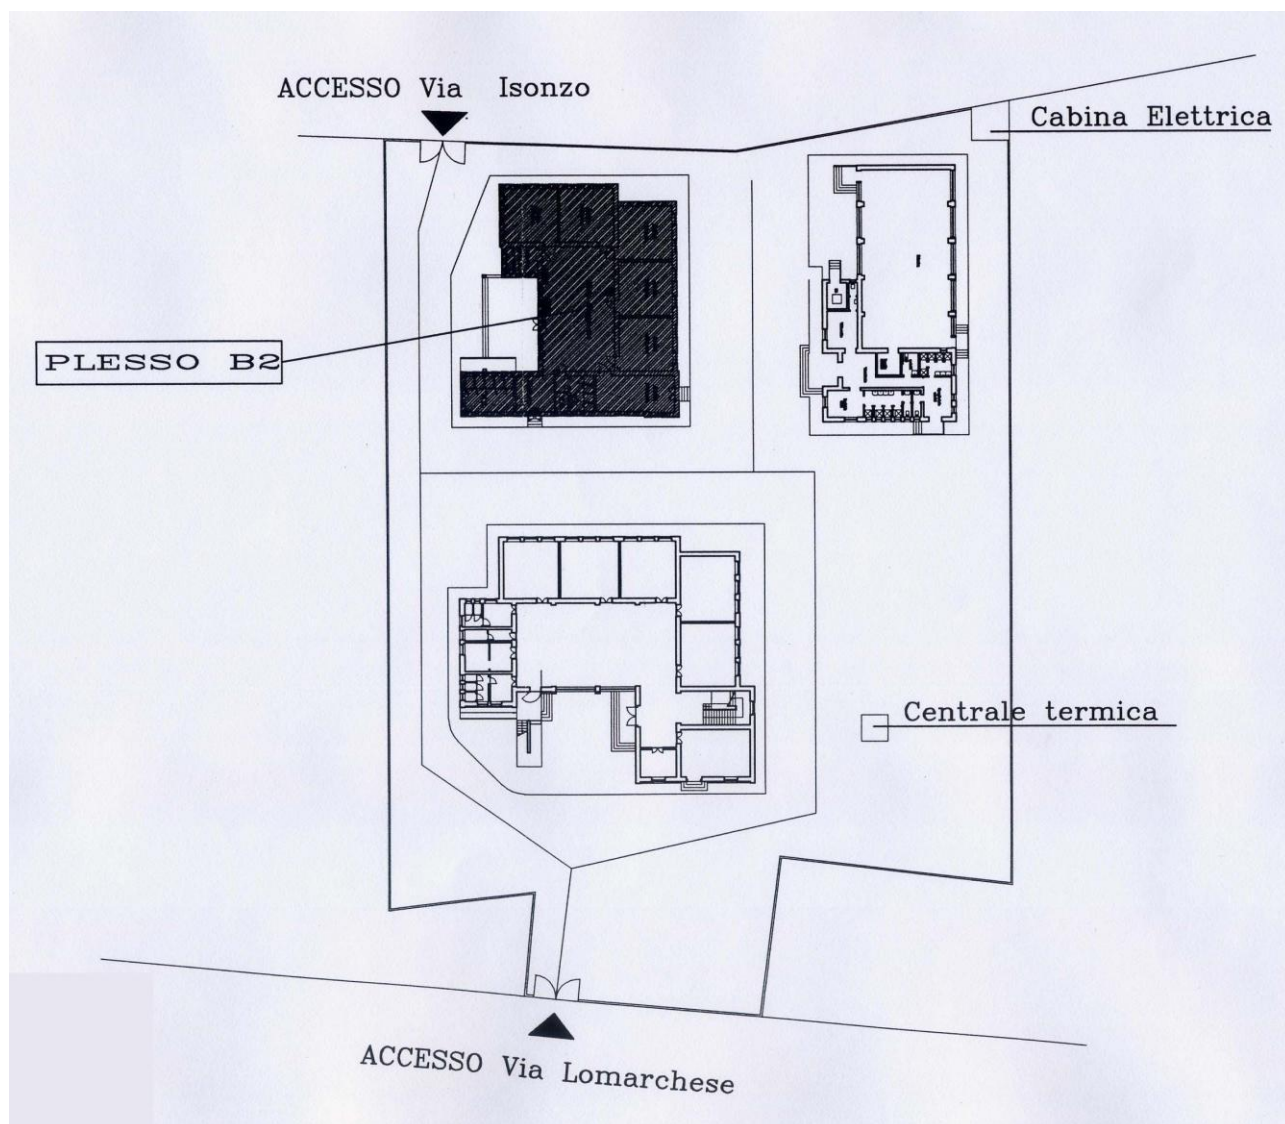 ACCESSO Via Isonzo
Cabina Elettrica
PLESSO B2
Centrale termica
ACCESSO Via Lomarchese